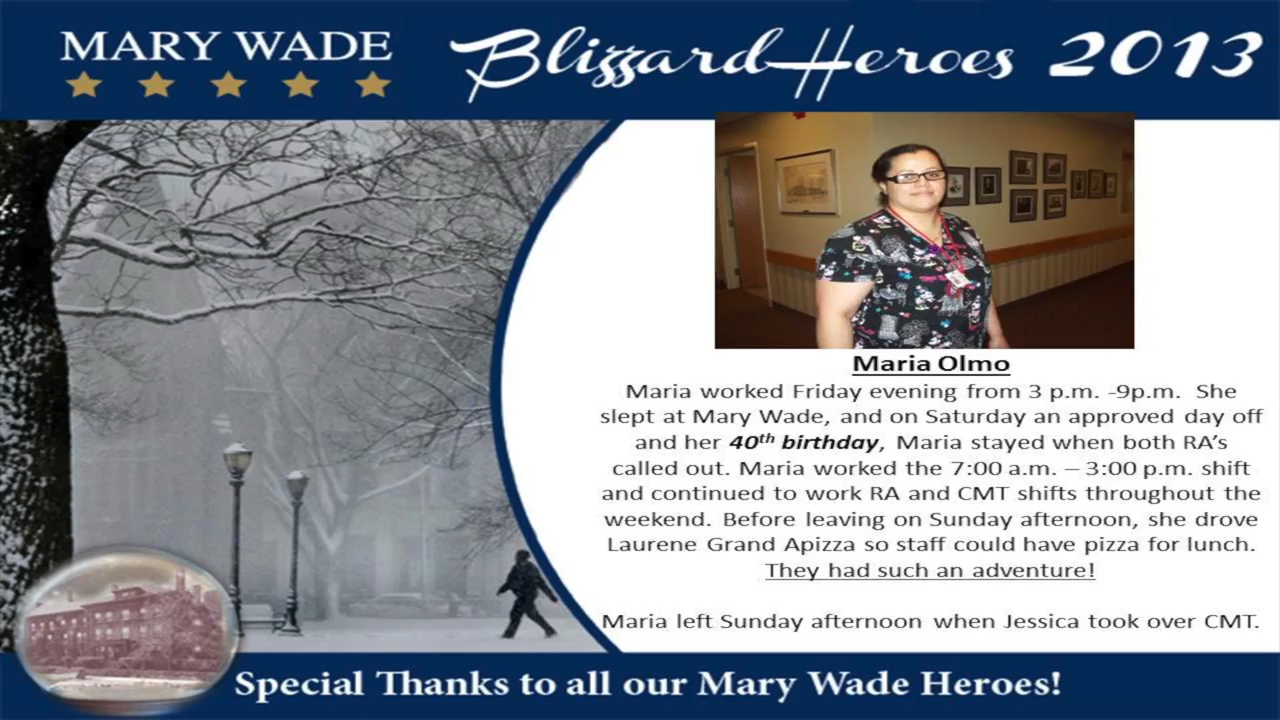 MARY WADE
Blizzard Heroes 2013
Maria Olmo
Maria worked Friday evening from 3 p.m. -9p.m. She
slept at Mary Wade, and on Saturday an approved day off
and her 40th birthday, Maria stayed when both RA's
called out. Maria worked the 7:00 a.m. – 3:00 p.m. shift
and continued to work RA and CMT shifts throughout the
weekend. Before leaving on Sunday afternoon, she drove
Laurene Grand Apizza so staff could have pizza for lunch.
They had such an adventure!
Maria left Sunday afternoon when Jessica took over CMT.
Special Thanks to all our Mary Wade Heroes!